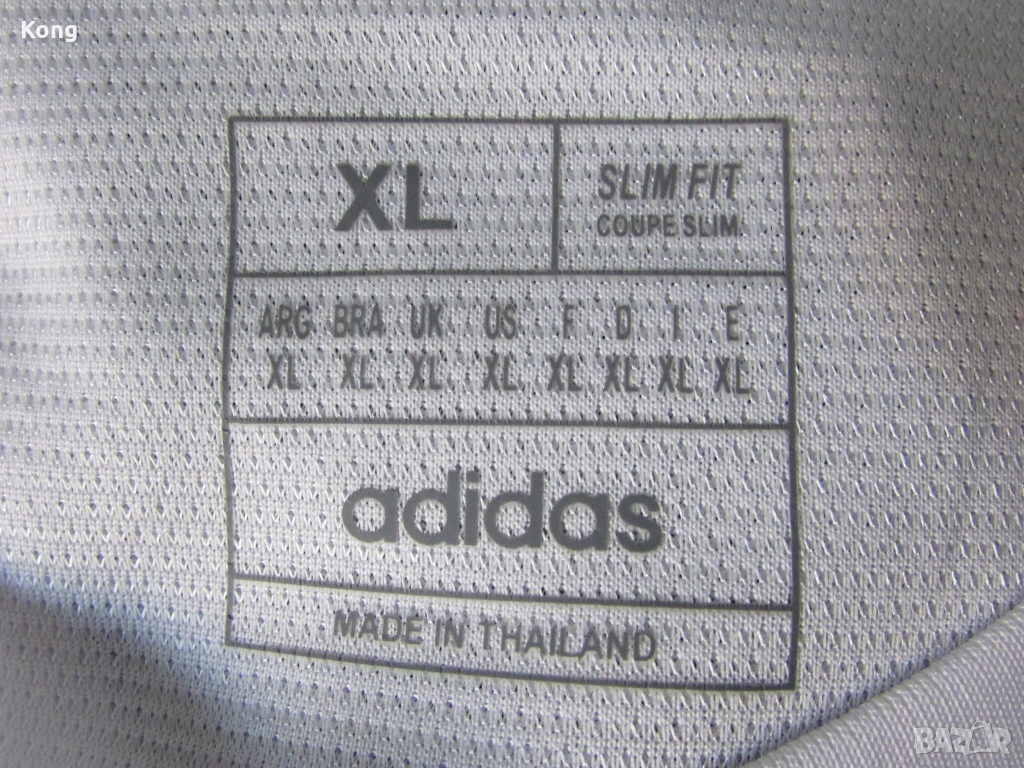 Kong
XL
SLIM FIT
COUPE SLIM
ARG BRA UK US F D I E
XL XL XL XL XL XL XL XL
adidas
MADE IN THAILAND
BAZAR